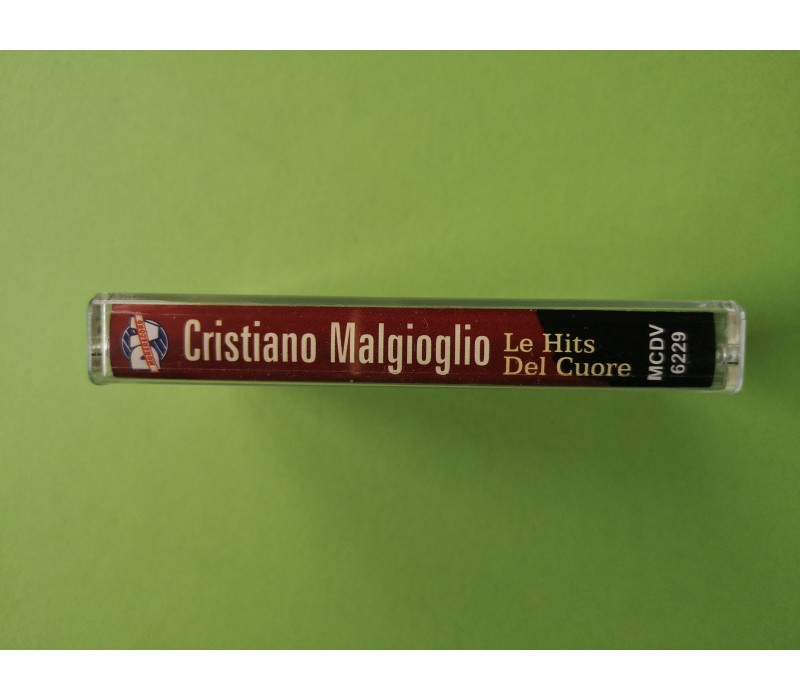 Cristiano Malgioglio
Le Hits
Del Cuore
MCDV
6229